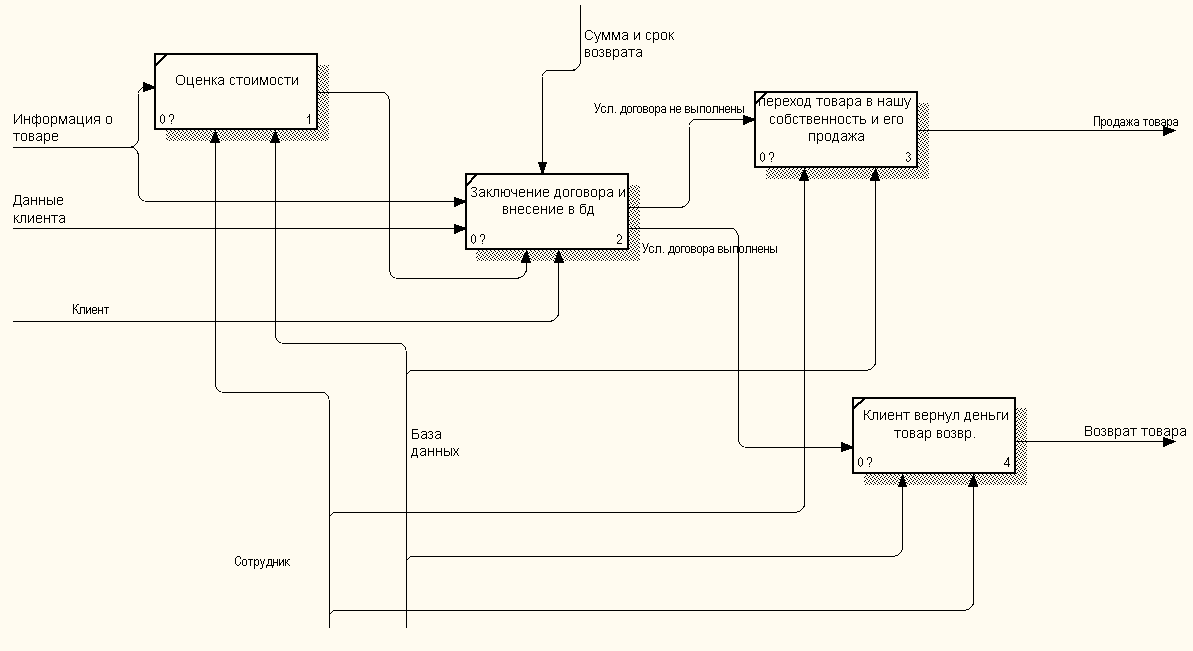 Сумма и срок
возврата
Оценка стоимости
0 ?
1
Информация о
товаре
Усл. договора не выполнены
переход товара в нашу
собственность и его
продажа
0 ?
3
Продажа товара
Данные
клиента
Заключение договора и
внесение в бд
0 ?
2
Усл. договора выполнены
Клиент
База
данных
Клиент вернул деньги
товар возвр.
0 ?
4
Возврат товара
Сотрудник